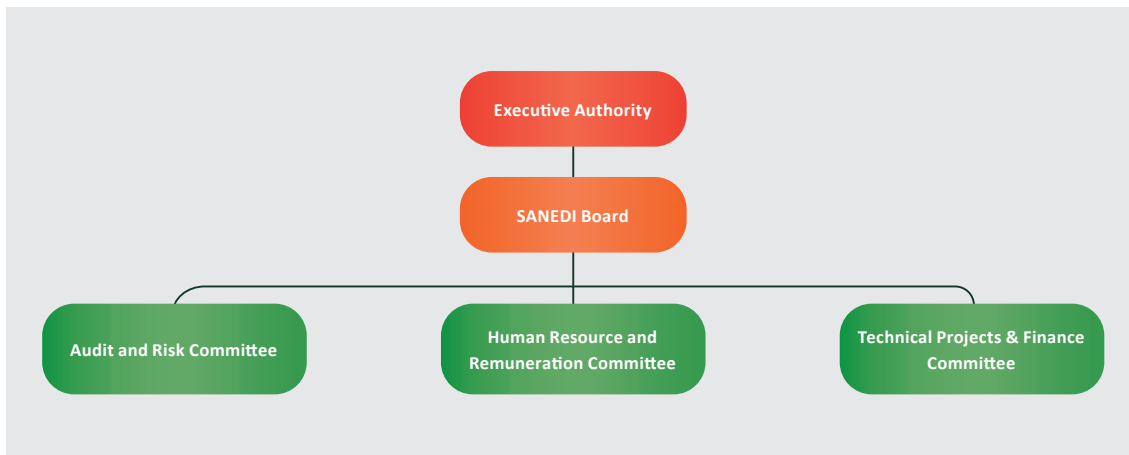 Executive Authority
SANEDI Board
Audit and Risk Committee
Human Resource and
Remuneration Committee
Technical Projects & Finance
Committee